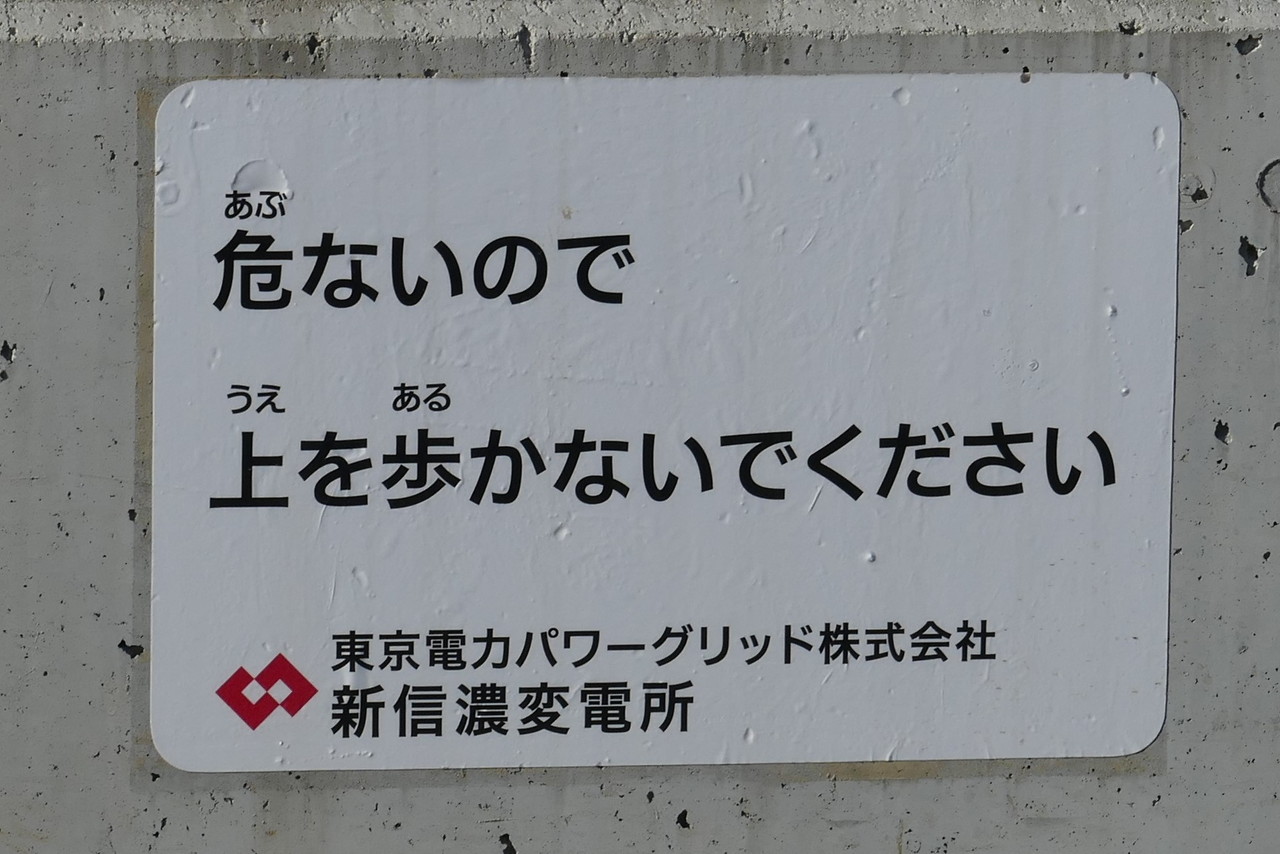 あぶ
危ないので
うえ ある
上を歩かないでください
東京電力パワーグリッド株式会社
新信濃変電所